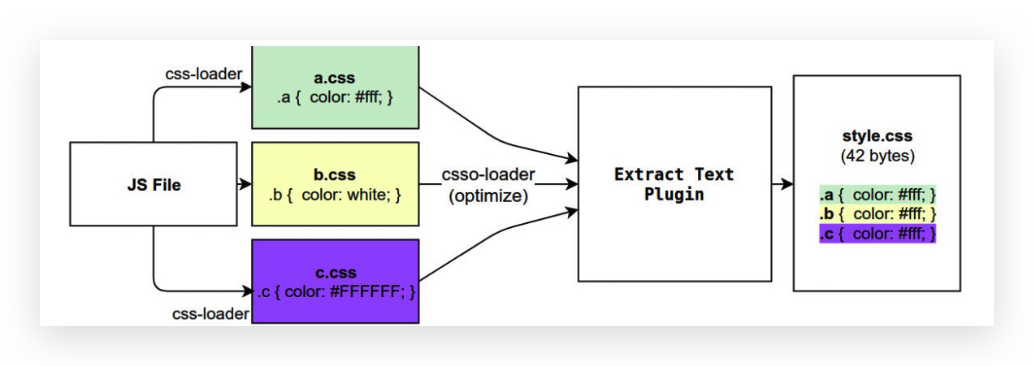 css-loader
a.css
.a { color: #fff; }
JS File
b.css
.b { color: white; }
csso-loader
(optimize)
c.css
.c { color: #FFFFFF; }
css-loader
Extract Text
Plugin
style.css
(42 bytes)
.a { color: #fff; }
.b { color: #fff; }
.c { color: #fff; }